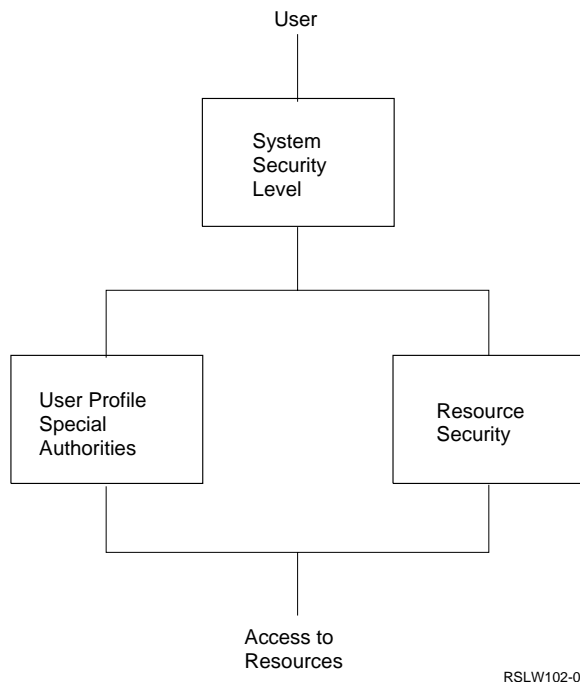 User
System
Security
Level
User Profile
Special
Authorities
Resource
Security
Access to
Resources
RSLW102-0